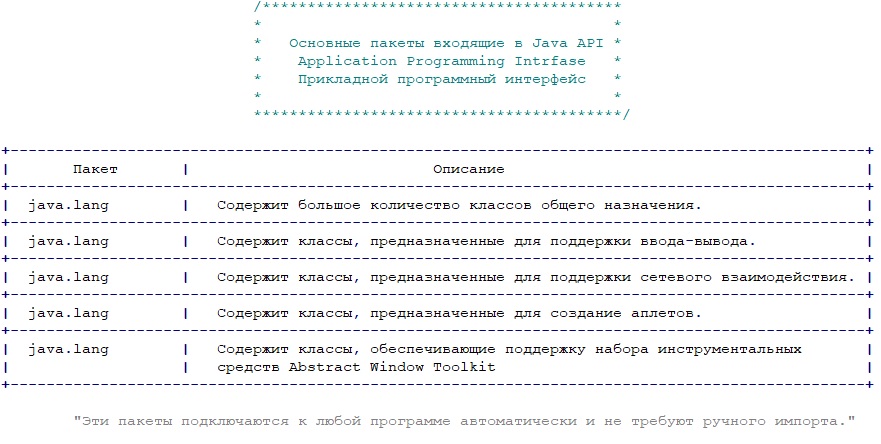 /****************************************
* *
* Основные пакеты входящие в Java API *
* Application Programming Intrfase *
* Прикладной программный интерфейс *
* *
*****************************************/
+-----------------------------------------------------------------------------------------------+
| Пакет | Описание |
+-----------------------------------------------------------------------------------------------+
| java.lang | Содержит большое количество классов общего назначения. |
+-----------------------------------------------------------------------------------------------+
| java.lang | Содержит классы, предназначенные для поддержки ввода-вывода. |
+-----------------------------------------------------------------------------------------------+
| java.lang | Содержит классы, предназначенные для поддержки сетевого взаимодействия. |
+-----------------------------------------------------------------------------------------------+
| java.lang | Содержит классы, предназначенные для создание аплетов. |
+-----------------------------------------------------------------------------------------------+
| java.lang | Содержит классы, обеспечивающие поддержку набора инструментальных |
| | средств Abstract Window Toolkit |
+-----------------------------------------------------------------------------------------------+
"Эти пакеты подключаются к любой программе автоматически и не требуют ручного импорта."